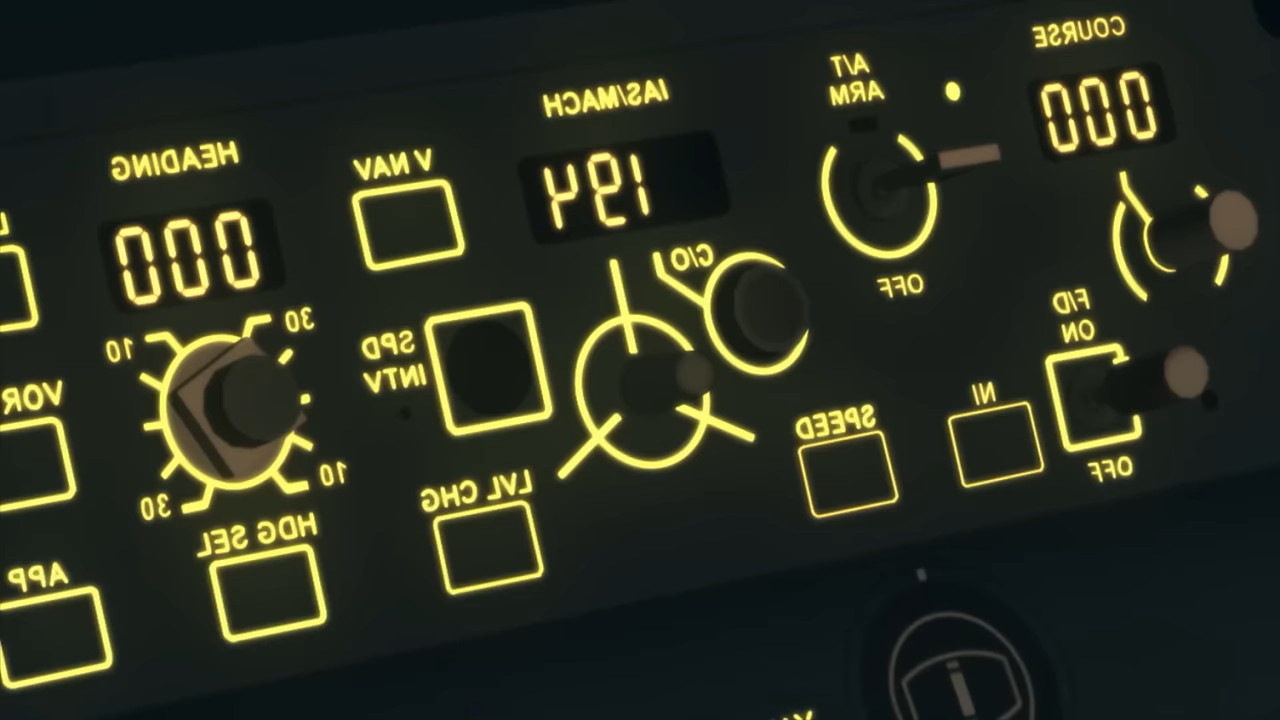 COURSE
000
A/T
ARM
OFF
F/D
ON
OFF
IAS/MACH
C/O
N1
SPEED
V NAV
SPD
INTV
LVL CHG
HEADING
000
30
10
10
30
HDG SEL
VOR
APP